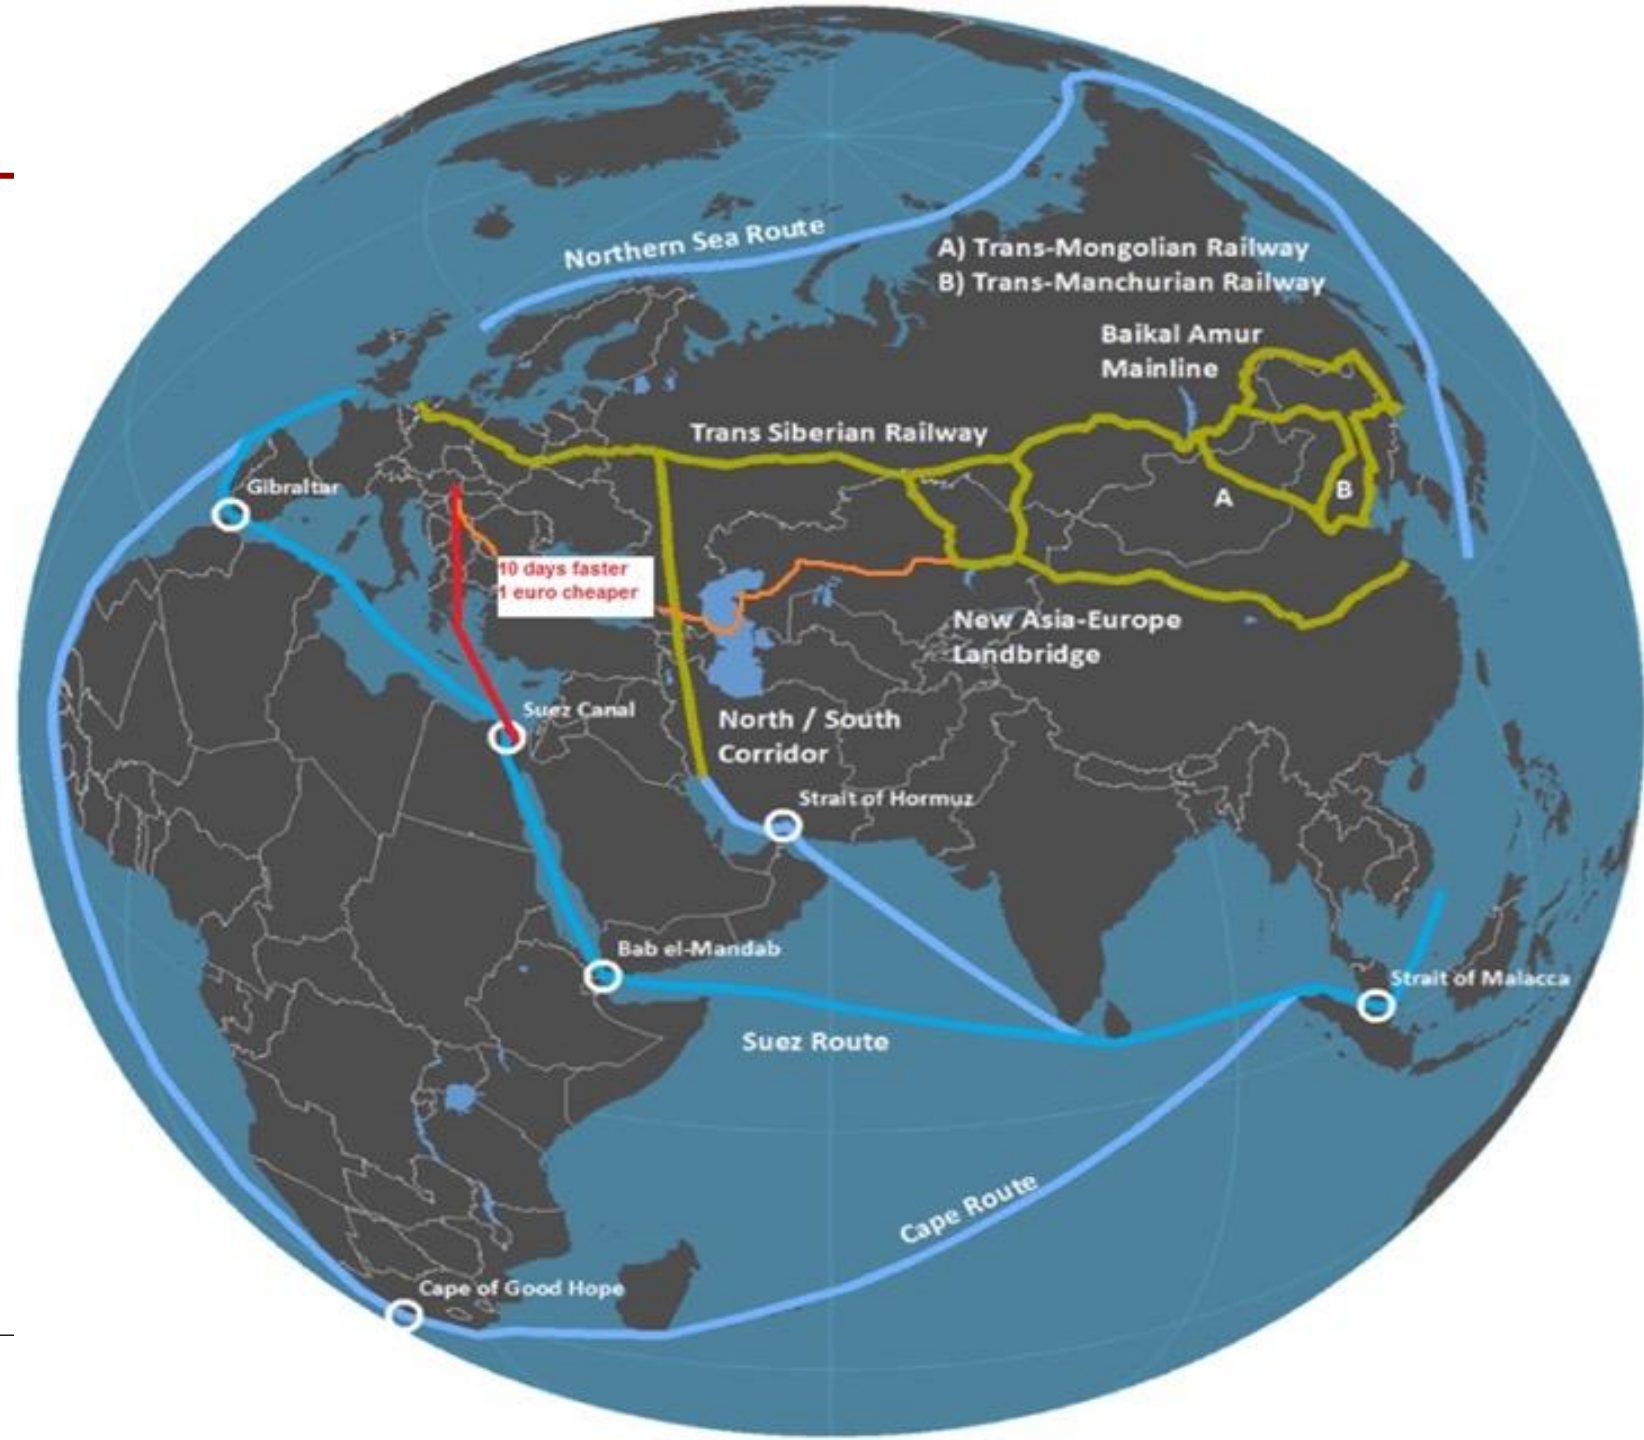 Northern Sea Route
A) Trans-Mongolian Railway
B) Trans-Manchurian Railway
Baikal Amur
Mainline
Trans Siberian Railway
Gibraltar
A
B
10 days faster
1 euro cheaper
New Asia-Europe
Landbridge
Suez Canal
North / South
Corridor
Strait of Hormuz
Bab el-Mandab
Strait of Malacca
Suez Route
Cape Route
Cape of Good Hope